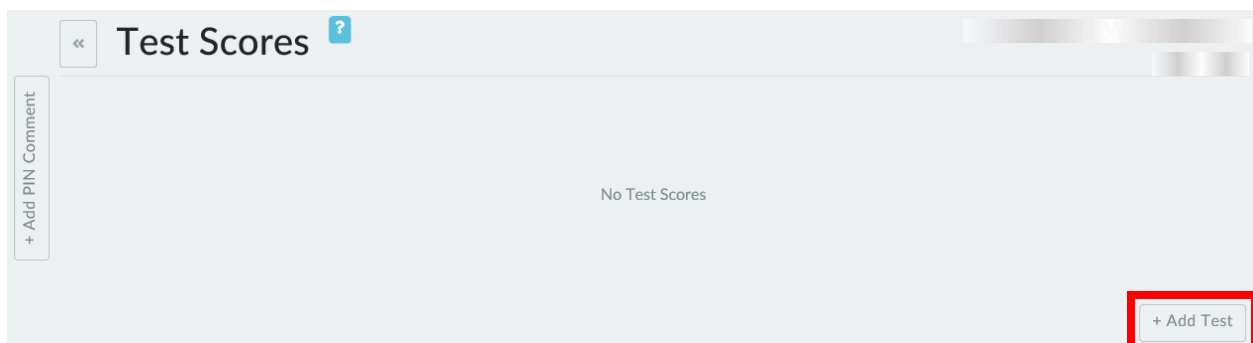 « Test Scores ?
+ Add PIN Comment
No Test Scores
+ Add Test